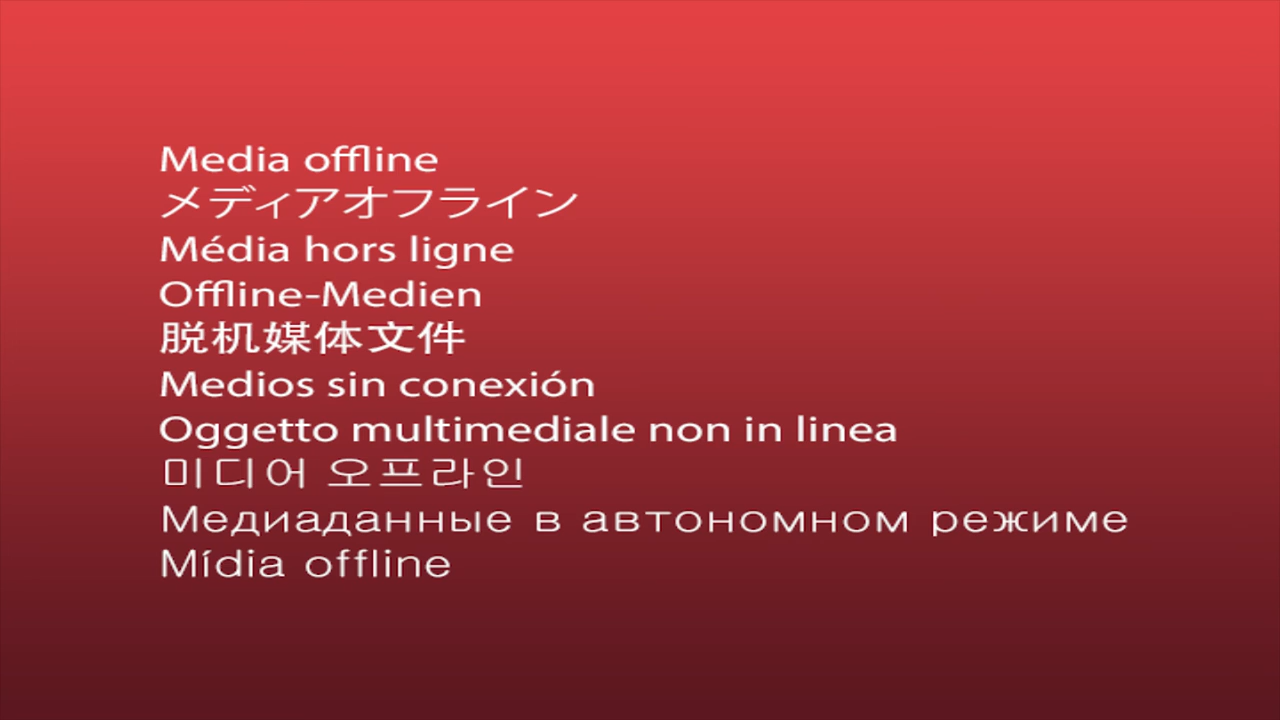 Media offline
メディアオフライン
Média hors ligne
Offline-Medien
脱机媒体文件
Medios sin conexión
Oggetto multimediale non in linea
미디어 오프라인
Медиаданные в автономном режиме
Mídia offline